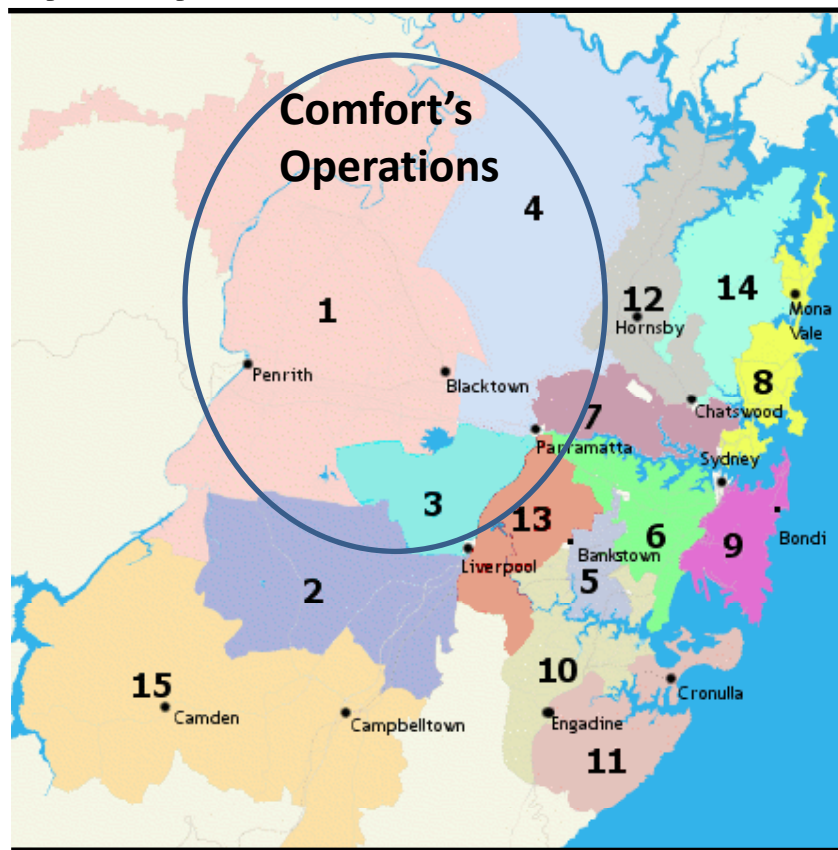 Comfort's
Operations
4
14
12
Hornsby
Mona
Vale
1
Penrith
Blacktown
8
7
Chatswood
Parramatta
Sydney
3
13
6
9
Bondi
Liverpool
Bankstown
5
2
10
15
Camden
Campbelltown
Engadine
Cronulla
11